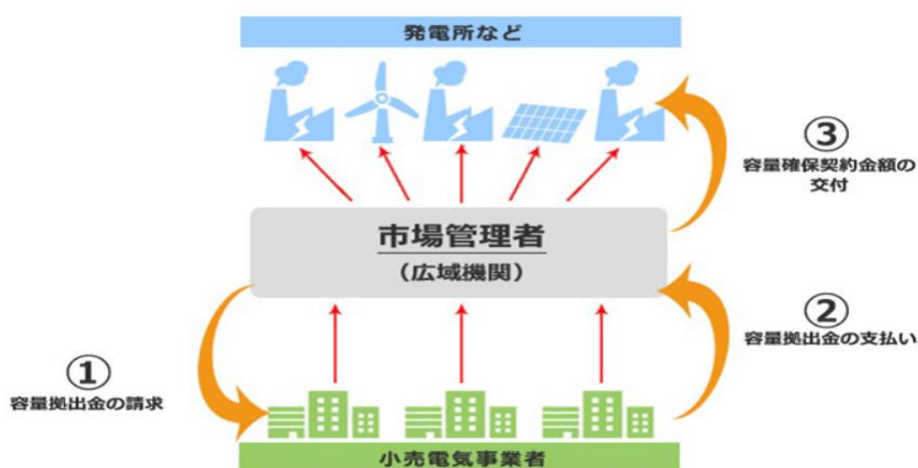 発電所など
③
容量確保契約金額の
交付
市場管理者
（広域機関）
②
容量拠出金の支払い
①
容量拠出金の請求
小売電気事業者